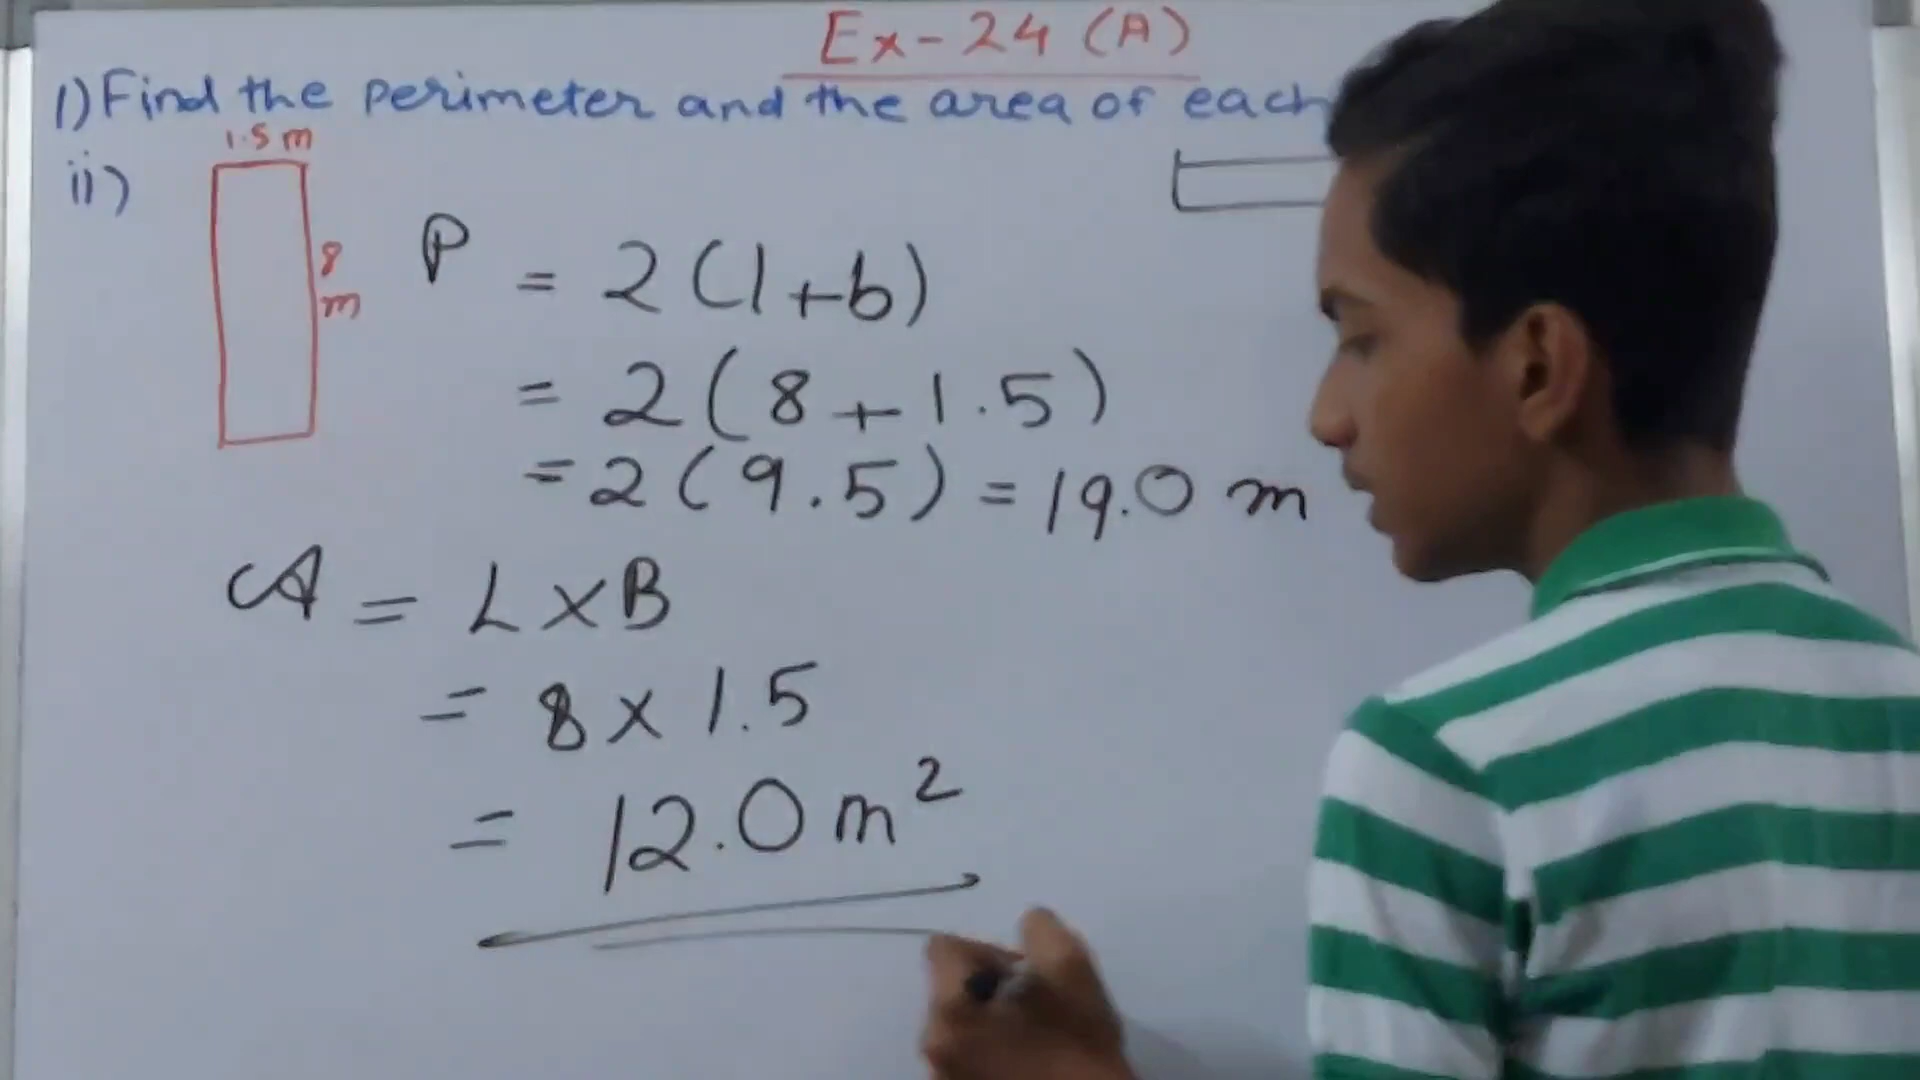 Ex-24 (A)
1) Find the perimeter and the area of each
1.5 m
ii)
8
m
P = 2(l+b)
= 2(8+1.5)
= 2(9.5) = 19.0 m
A = L×B
= 8×1.5
= 12.0 m²